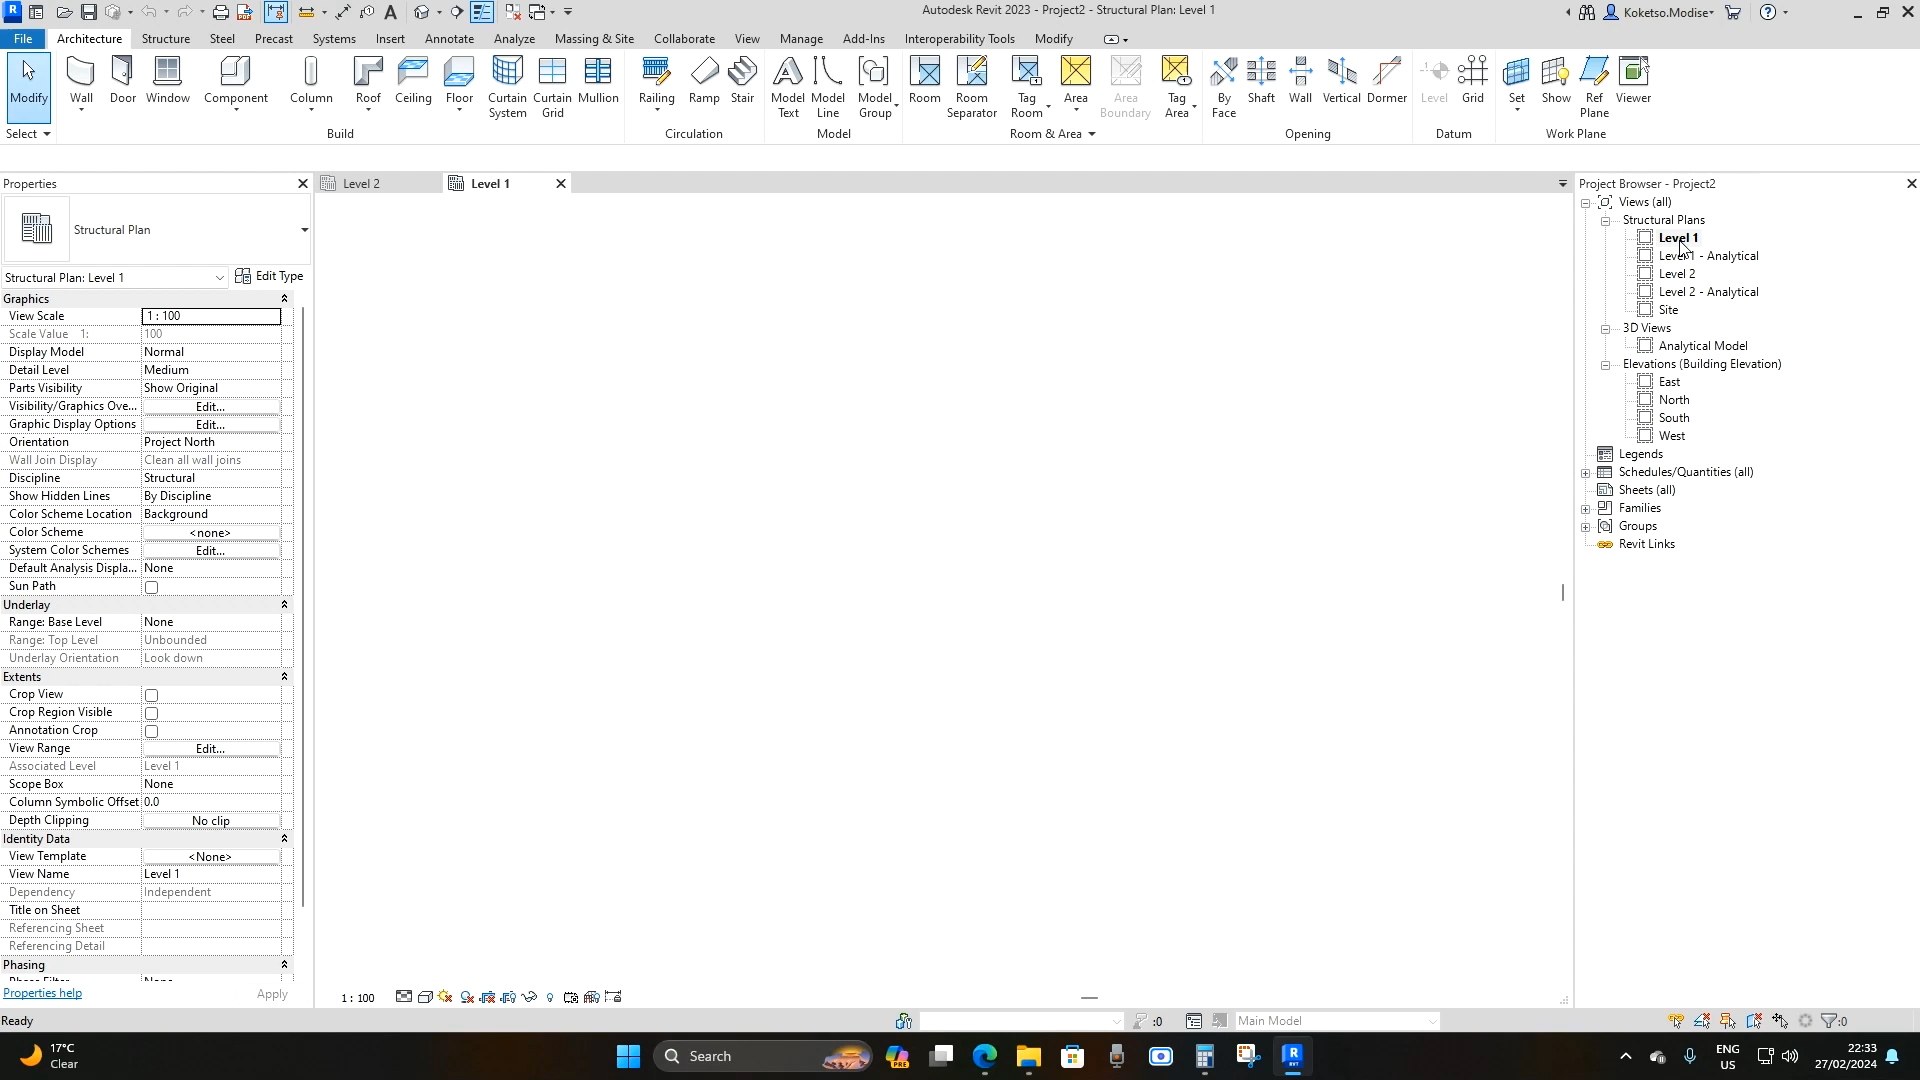 Autodesk Revit 2023 - Project2 - Structural Plan: Level 1
Koketso.Modise
File Architecture Structure Steel Precast Systems Insert Annotate Analyze Massing & Site Collaborate View Manage Add-Ins Interoperability Tools Modify
Modify Wall Door Window Component Column Roof Ceiling Floor Curtain System Curtain Grid Mullion Railing Ramp Stair Model Text Model Line Model Group Room Room Separator Tag Room Area Area Boundary Tag Area By Face Shaft Wall Vertical Dormer Level Grid Set Show Ref Plane Viewer
Select Build Circulation Model Room & Area Opening Datum Work Plane
Properties
Structural Plan
Structural Plan: Level 1 Edit Type
Graphics
View Scale 1 : 100
Scale Value 1: 100
Display Model Normal
Detail Level Medium
Parts Visibility Show Original
Visibility/Graphics Ove... Edit...
Graphic Display Options Edit...
Orientation Project North
Wall Join Display Clean all wall joins
Discipline Structural
Show Hidden Lines By Discipline
Color Scheme Location Background
Color Scheme <none>
System Color Schemes Edit...
Default Analysis Displa... None
Sun Path
Underlay
Range: Base Level None
Range: Top Level Unbounded
Underlay Orientation Look down
Extents
Crop View
Crop Region Visible
Annotation Crop
View Range Edit...
Associated Level Level 1
Scope Box None
Column Symbolic Offset 0.0
Depth Clipping No clip
Identity Data
View Template <None>
View Name Level 1
Dependency Independent
Title on Sheet
Referencing Sheet
Referencing Detail
Phasing
Properties help Apply
Level 2 Level 1
1 : 100
Project Browser - Project2
Views (all)
Structural Plans
Level 1
Level 1 - Analytical
Level 2
Level 2 - Analytical
Site
3D Views
Analytical Model
Elevations (Building Elevation)
East
North
South
West
Legends
Schedules/Quantities (all)
Sheets (all)
Families
Groups
Revit Links
Ready :0 Main Model :0
17°C
Clear
Search
PRE
R
RVT
ENG
US
22:33
27/02/2024